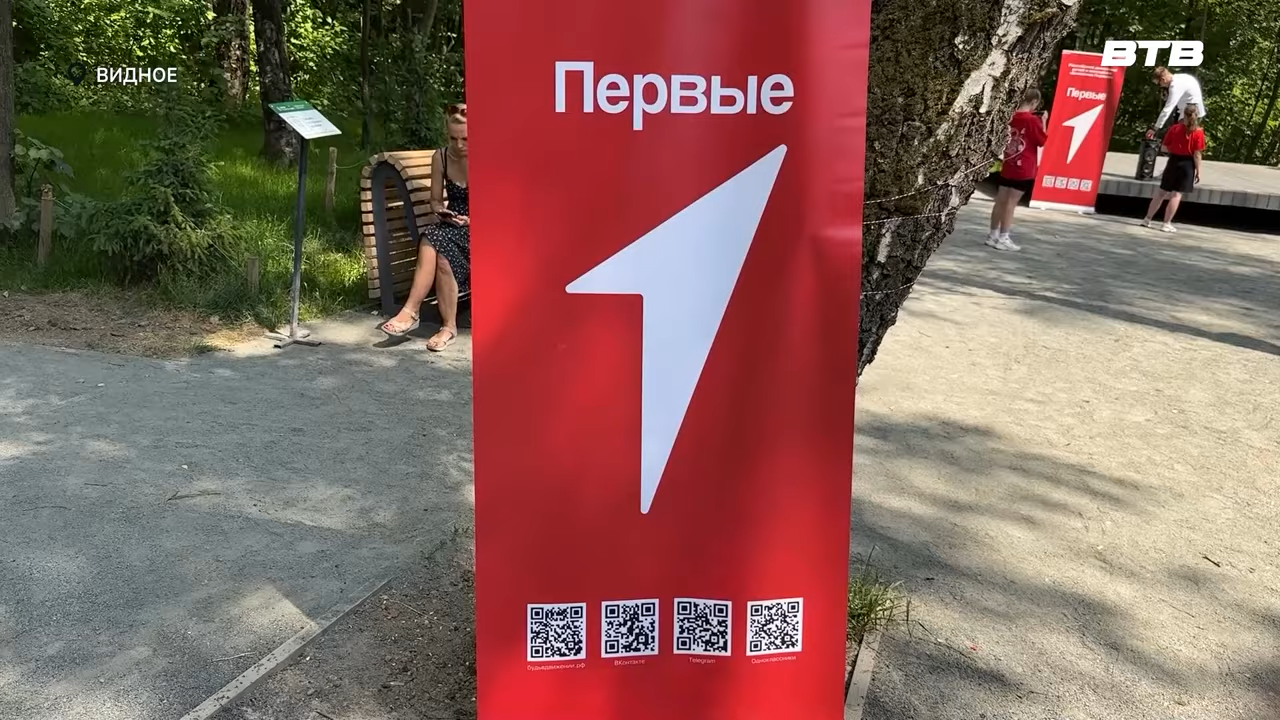 ВИДНОЕ
ВТВ
Первые
будьвдвижении.рф
ВКонтакте
Telegram
Одноклассники
Первые